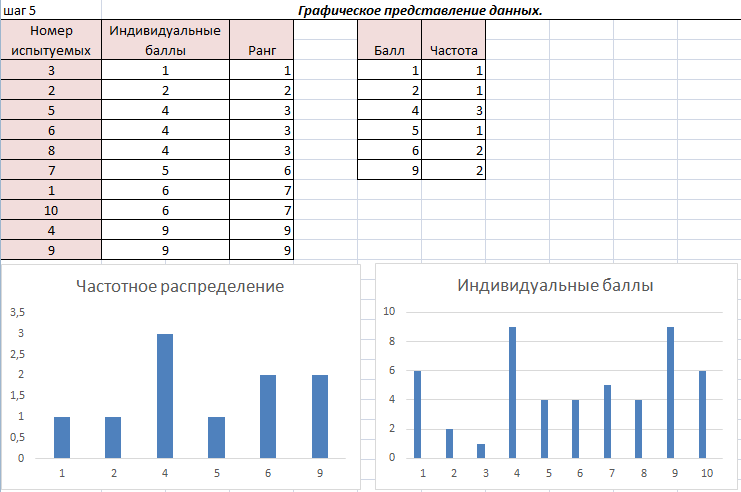 шаг 5 Графическое представление данных.
Номер испытуемых Индивидуальные баллы Ранг Балл Частота
3 1 1 1 1
2 2 2 2 1
5 4 3 4 3
6 4 3 5 1
8 4 3 6 2
7 5 6 9 2
1 6 7
10 6 7
4 9 9
9 9 9
Частотное распределение
3,5
3
2,5
2
1,5
1
0,5
0
1 2 4 5 6 9
Индивидуальные баллы
10
8
6
4
2
0
1 2 3 4 5 6 7 8 9 10